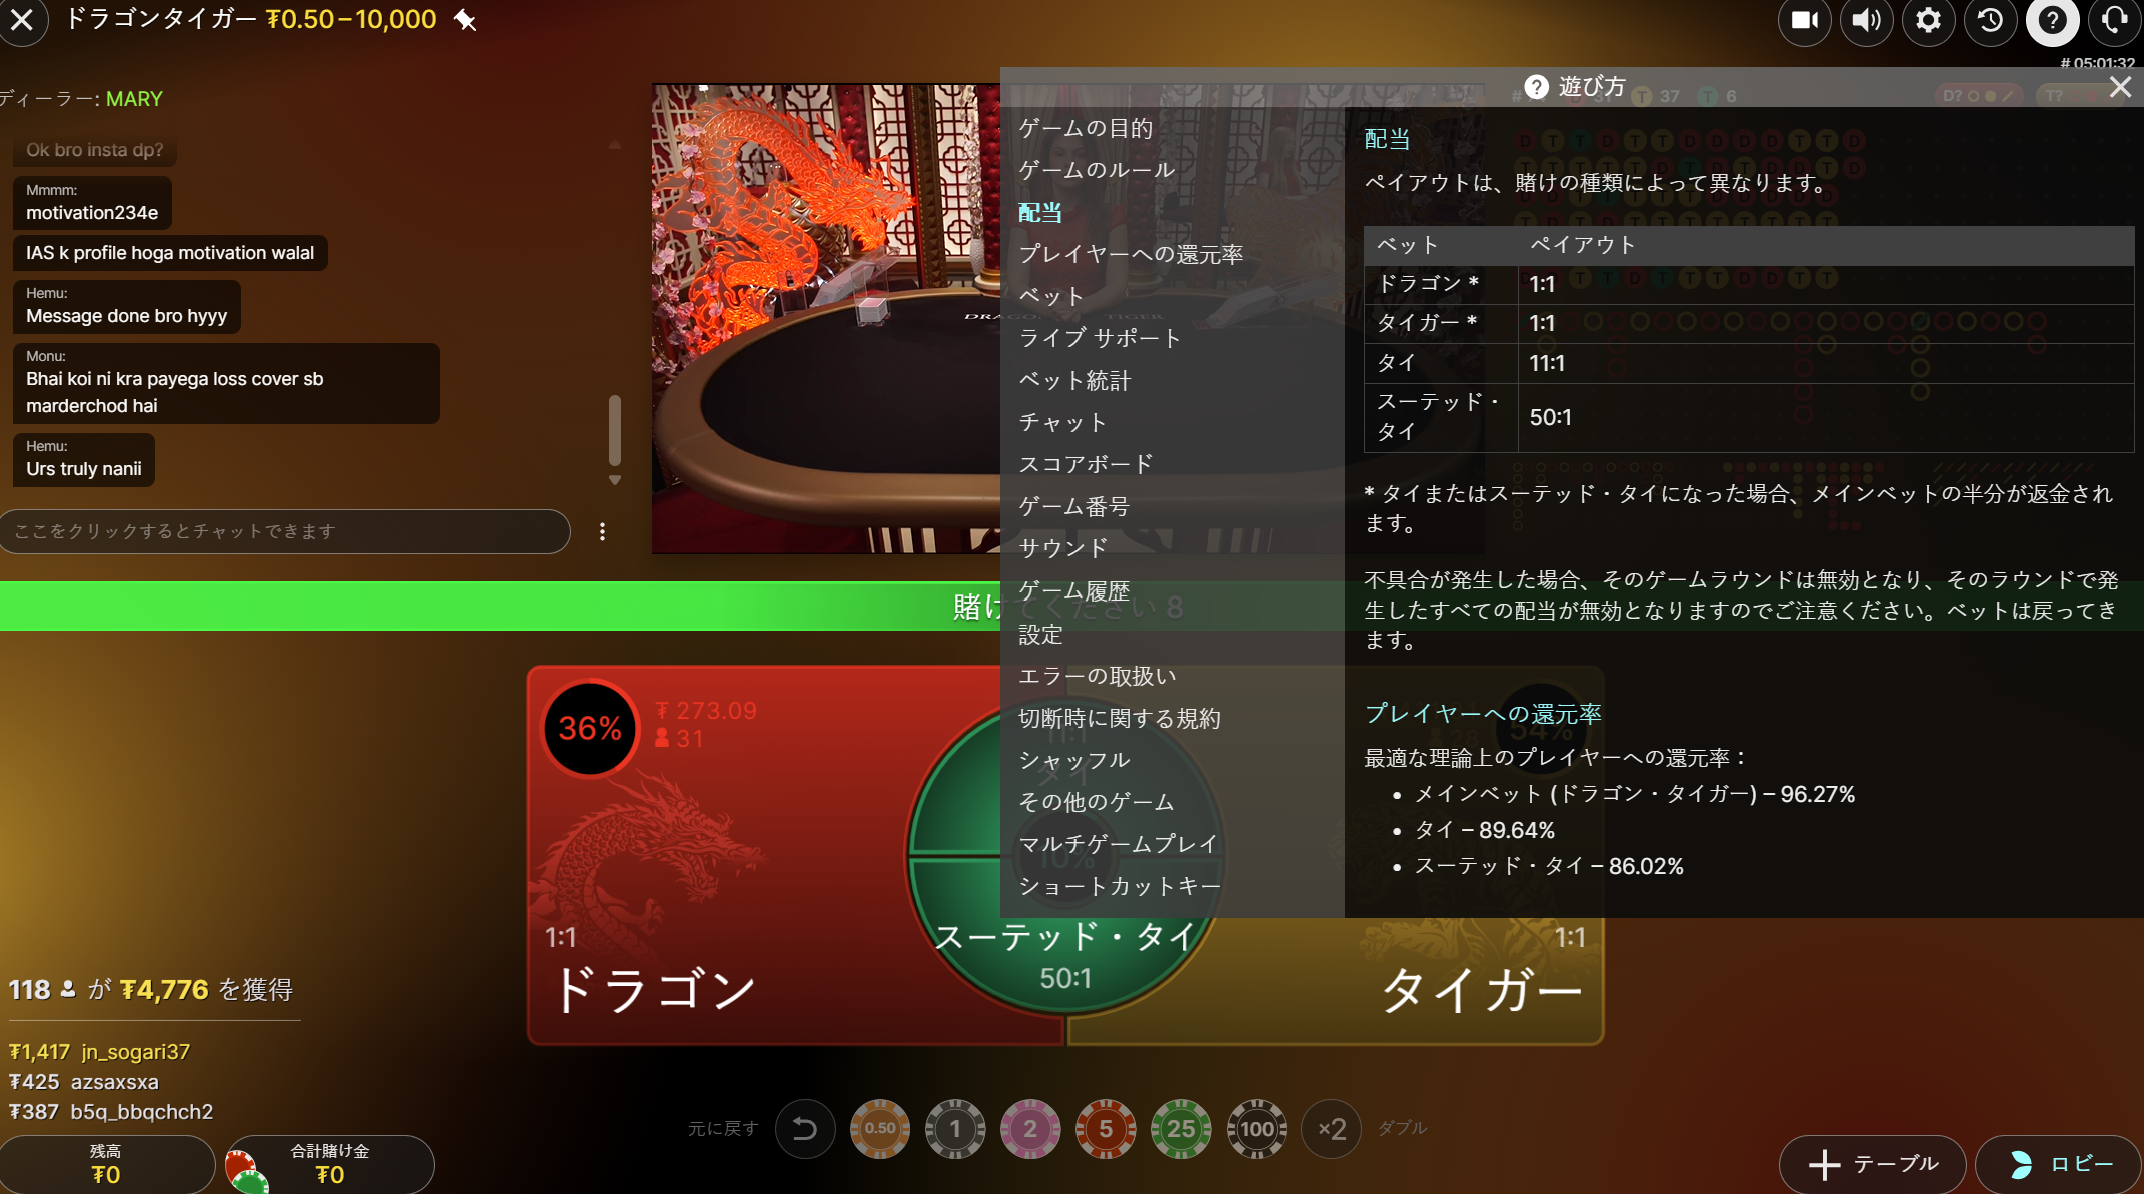 ドラゴンタイガー ₮0.50–10,000
# 05:01:32
ディーラー: MARY
Ok bro insta dp?
Mmmm:
motivation234e
IAS k profile hoga motivation walal
Hemu:
Message done bro hyyy
Monu:
Bhai koi ni kra payega loss cover sb
marderchod hai
Hemu:
Urs truly nanii
ここをクリックするとチャットできます
遊び方
ゲームの目的
ゲームのルール
配当
プレイヤーへの還元率
ベット
ライブ サポート
ベット統計
チャット
スコアボード
ゲーム番号
サウンド
ゲーム履歴
設定
エラーの取扱い
切断時に関する規約
シャッフル
その他のゲーム
マルチゲームプレイ
ショートカットキー
配当
ペイアウトは、賭けの種類によって異なります。
ベット ペイアウト
ドラゴン * 1:1
タイガー * 1:1
タイ 11:1
スーテッド・
タイ 50:1
* タイまたはスーテッド・タイになった場合、メインベットの半分が返金され
ます。
不具合が発生した場合、そのゲームラウンドは無効となり、そのラウンドで発
生したすべての配当が無効となりますのでご注意ください。ベットは戻ってき
ます。
プレイヤーへの還元率
最適な理論上のプレイヤーへの還元率：
• メインベット (ドラゴン・タイガー) – 96.27%
• タイ – 89.64%
• スーテッド・タイ – 86.02%
賭けてください 8
36%
₮ 273.09
31
54%
11:1
タイ
10%
スーテッド・タイ
50:1
1:1
ドラゴン
1:1
タイガー
118 が ₮4,776 を獲得
₮1,417 jn_sogari37
₮425 azsaxsxa
₮387 b5q_bbqchch2
残高
₮0
合計賭け金
₮0
元に戻す 0.50 1 2 5 25 100 ×2 ダブル
テーブル
ロビー